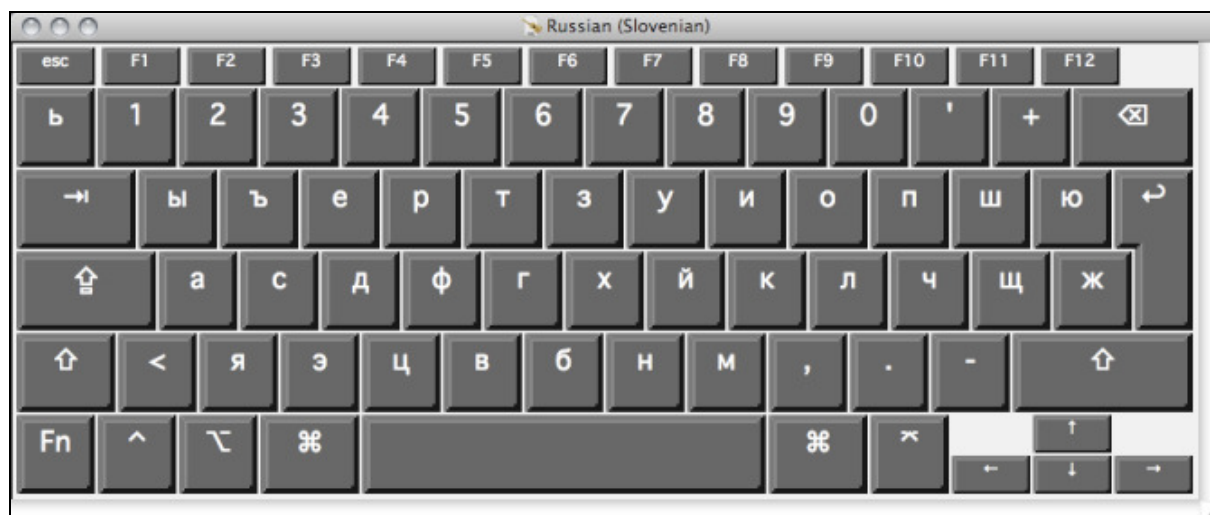 Russian (Slovenian)
esc F1 F2 F3 F4 F5 F6 F7 F8 F9 F10 F11 F12
ь 1 2 3 4 5 6 7 8 9 0 ' + ⌫
⇥ ы ъ е р т з у и о п ш ю ↩
⇪ а с д ф г х й к л ч щ ж
⇧ < я э ц в б н м , . - ⇧
Fn ^ ⌥ ⌘ ⌘ ⌤ ↑
← ↓ →